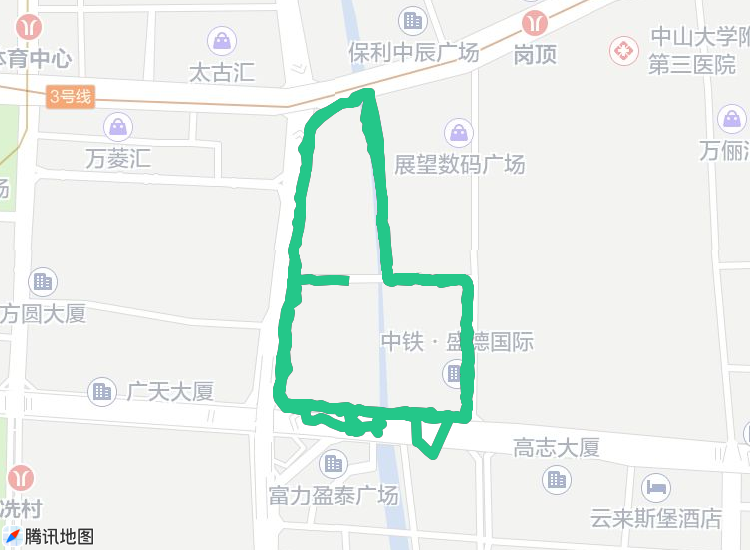 中山大学附
第三医院
岗顶
保利中辰广场
体育中心
太古汇
3号线
万菱汇
展望数码广场
万俪汇
场
方圆大厦
中铁·盛德国际
广天大厦
高志大厦
冼村
富力盈泰广场
云来斯堡酒店
腾讯地图